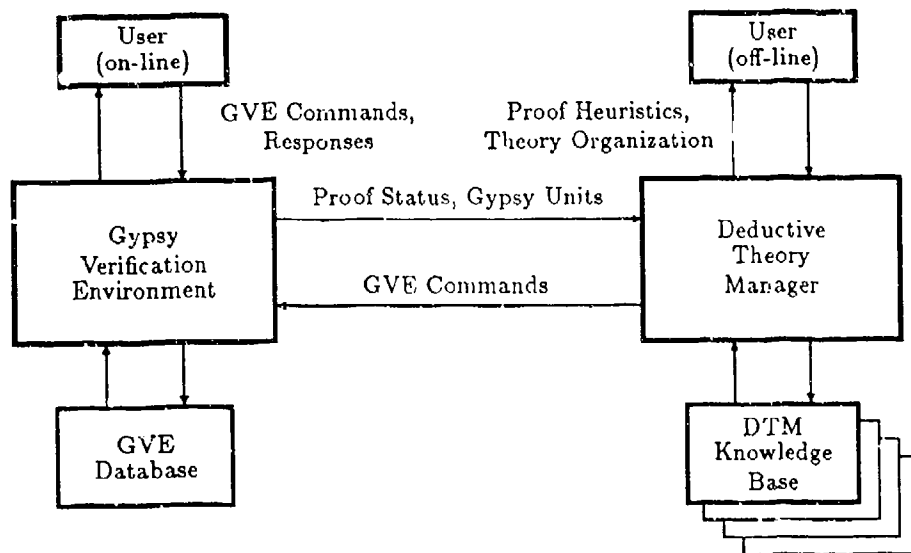 User
(on-line)
User
(off-line)
GVE Commands,
Responses
Proof Heuristics,
Theory Organization
Proof Status, Gypsy Units
Gypsy
Verification
Environment
Deductive
Theory
Manager
GVE Commands
GVE
Database
DTM
Knowledge
Base